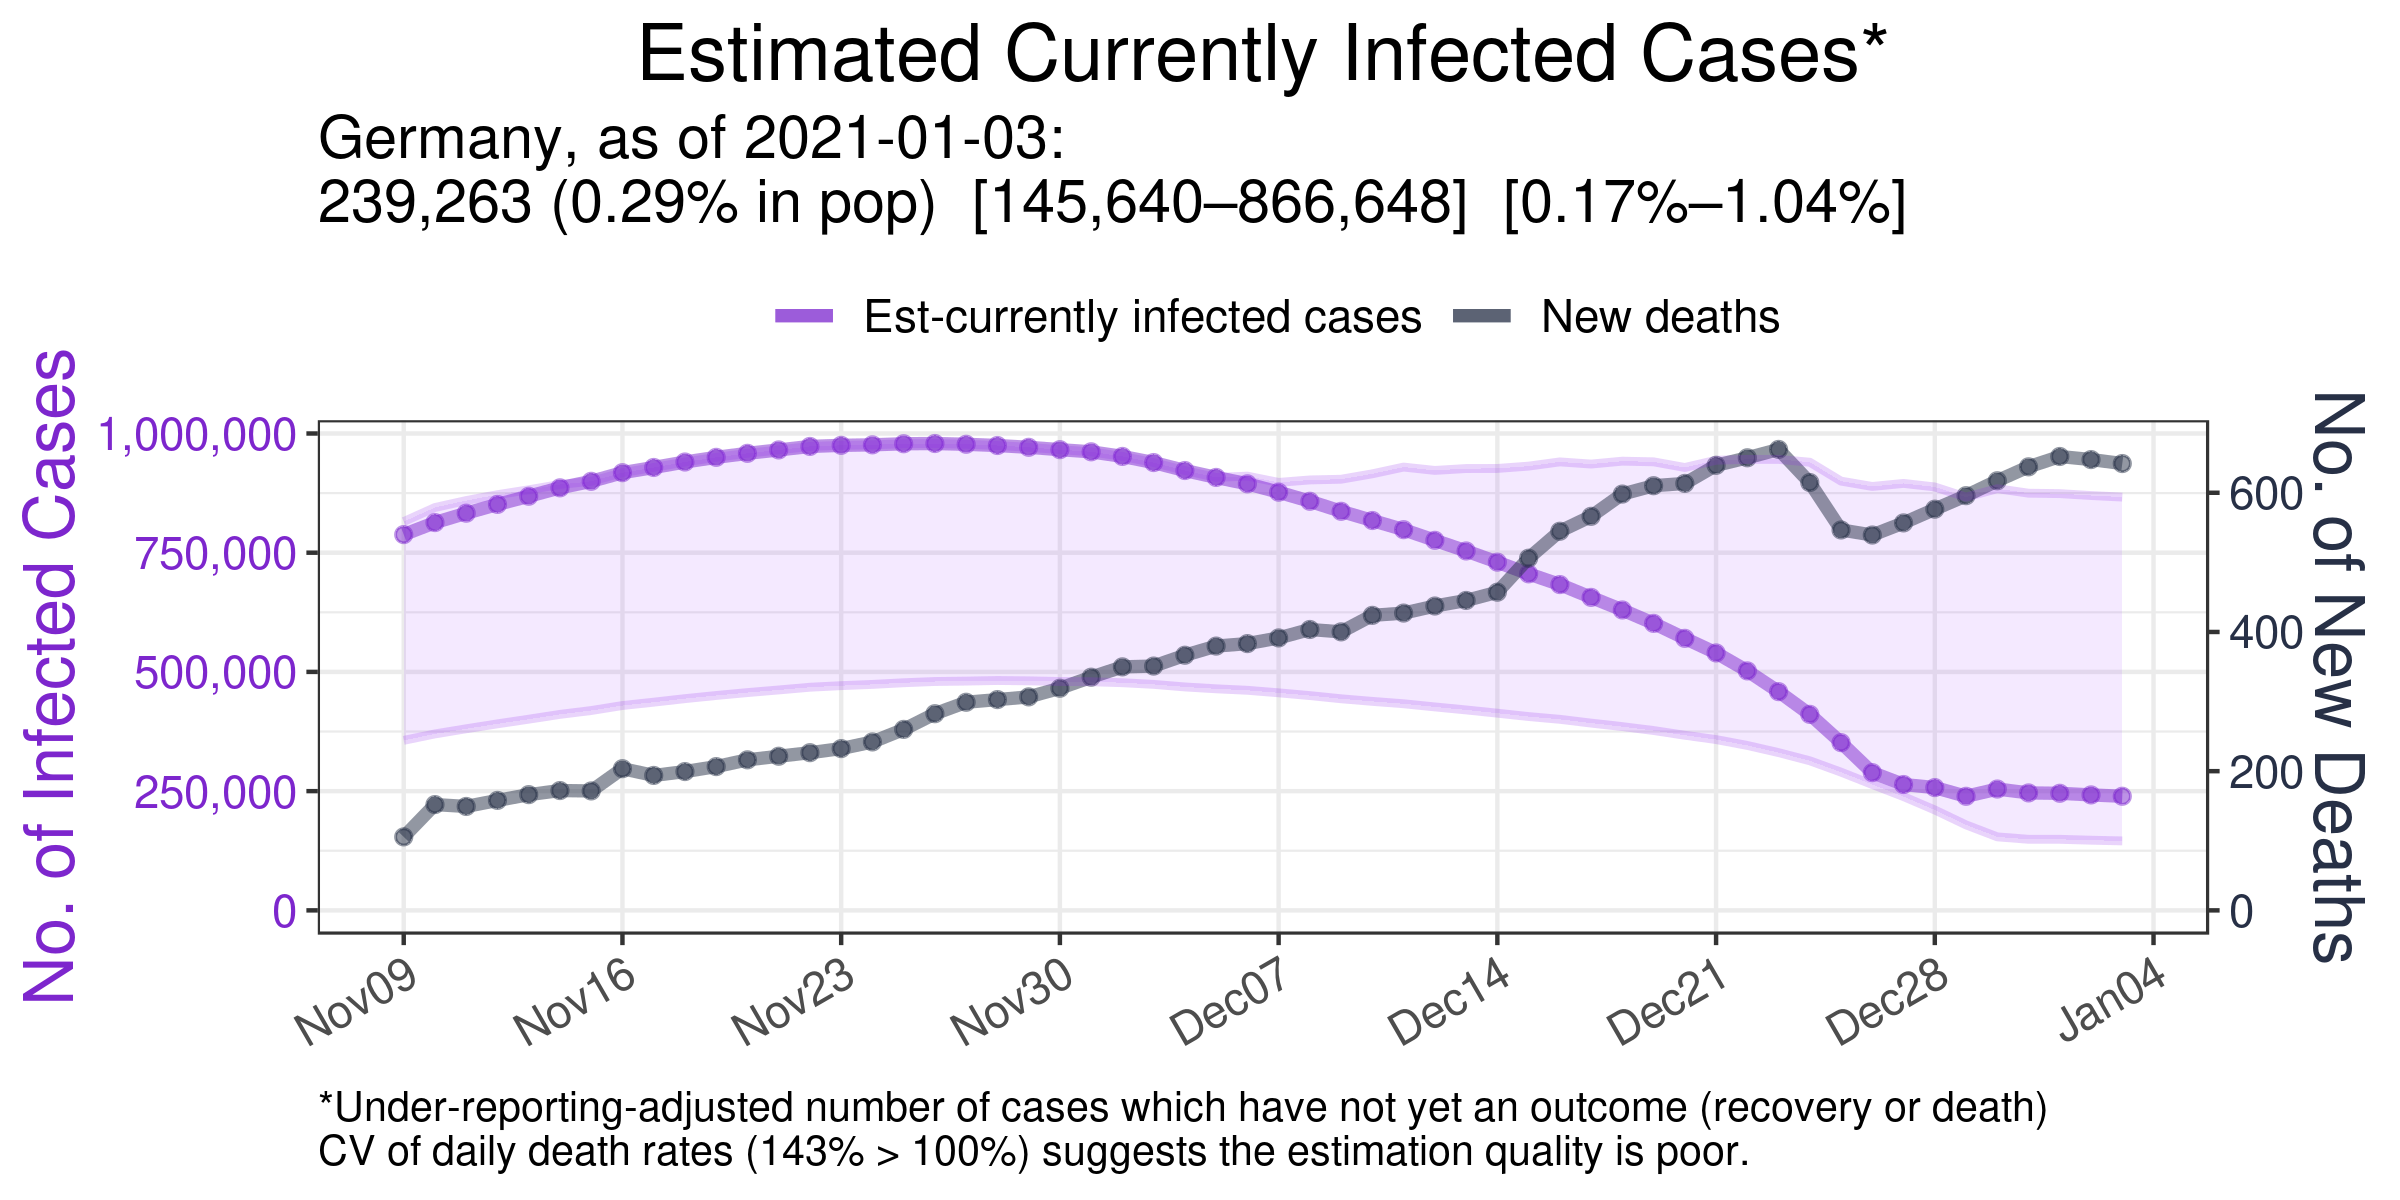 Estimated Currently Infected Cases*
Germany, as of 2021-01-03:
239,263 (0.29% in pop)  [145,640–866,648]  [0.17%–1.04%]
Est-currently infected cases
New deaths
No. of Infected Cases
1,000,000
750,000
500,000
250,000
0
600
400
200
0
No. of New Deaths
Nov09
Nov16
Nov23
Nov30
Dec07
Dec14
Dec21
Dec28
Jan04
*Under-reporting-adjusted number of cases which have not yet an outcome (recovery or death)
CV of daily death rates (143% > 100%) suggests the estimation quality is poor.